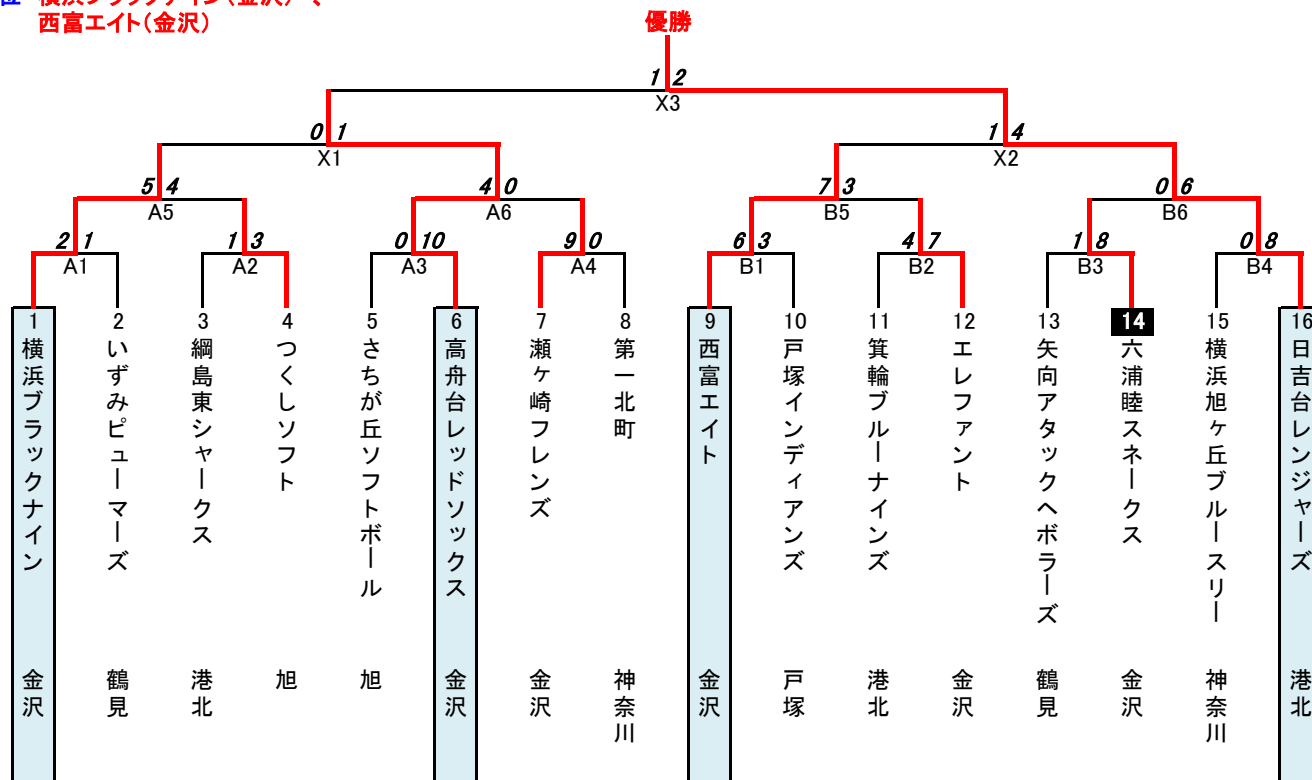 位 横浜ブラックナイン（金沢）、
西富エイト（金沢）
優勝
1 2
X3
0 1
X1
1 4
X2
5 4
A5
4 0
A6
7 3
B5
0 6
B6
2 1
A1
1 3
A2
0 10
A3
9 0
A4
6 3
B1
4 7
B2
1 8
B3
0 8
B4
1
横浜ブラックナイン
金沢
2
いずみピューマーズ
鶴見
3
綱島東シャークス
港北
4
つくしソフト
旭
5
さちが丘ソフトボール
旭
6
高舟台レッドソックス
金沢
7
瀬ヶ崎フレンズ
金沢
8
第一北町
神奈川
9
西富エイト
金沢
10
戸塚インディアンズ
戸塚
11
箕輪ブルーナインズ
港北
12
エレファント
金沢
13
矢向アタックヘボラーズ
鶴見
14
六浦睦スネークス
金沢
15
横浜旭ヶ丘ブルースリー
神奈川
16
日吉台レンジャーズ
港北